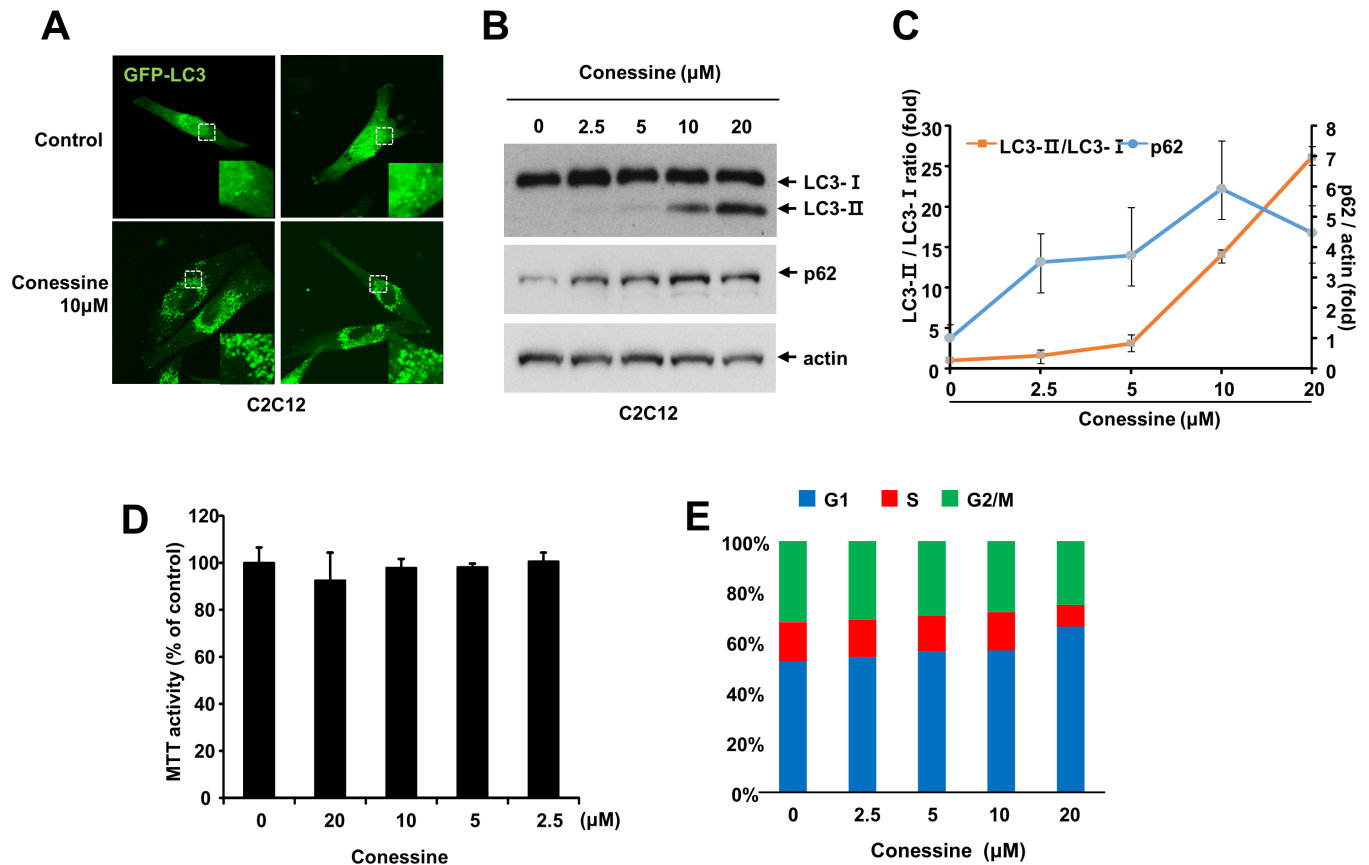 A
GFP-LC3
Control
Conessine
10µM
C2C12
B
Conessine (µM)
0 2.5 5 10 20
LC3-Ⅰ
LC3-Ⅱ
p62
actin
C2C12
C
LC3-Ⅱ/LC3-Ⅰ p62
LC3-Ⅱ / LC3-Ⅰ ratio (fold)
30
25
20
15
10
5
0
p62 / actin (fold)
8
7
6
5
4
3
2
1
0
0 2.5 5 10 20
Conessine (µM)
D
MTT activity (% of control)
120
100
80
60
40
20
0
0 20 10 5 2.5 (µM)
Conessine
E
G1 S G2/M
100%
80%
60%
40%
20%
0%
0 2.5 5 10 20
Conessine (µM)